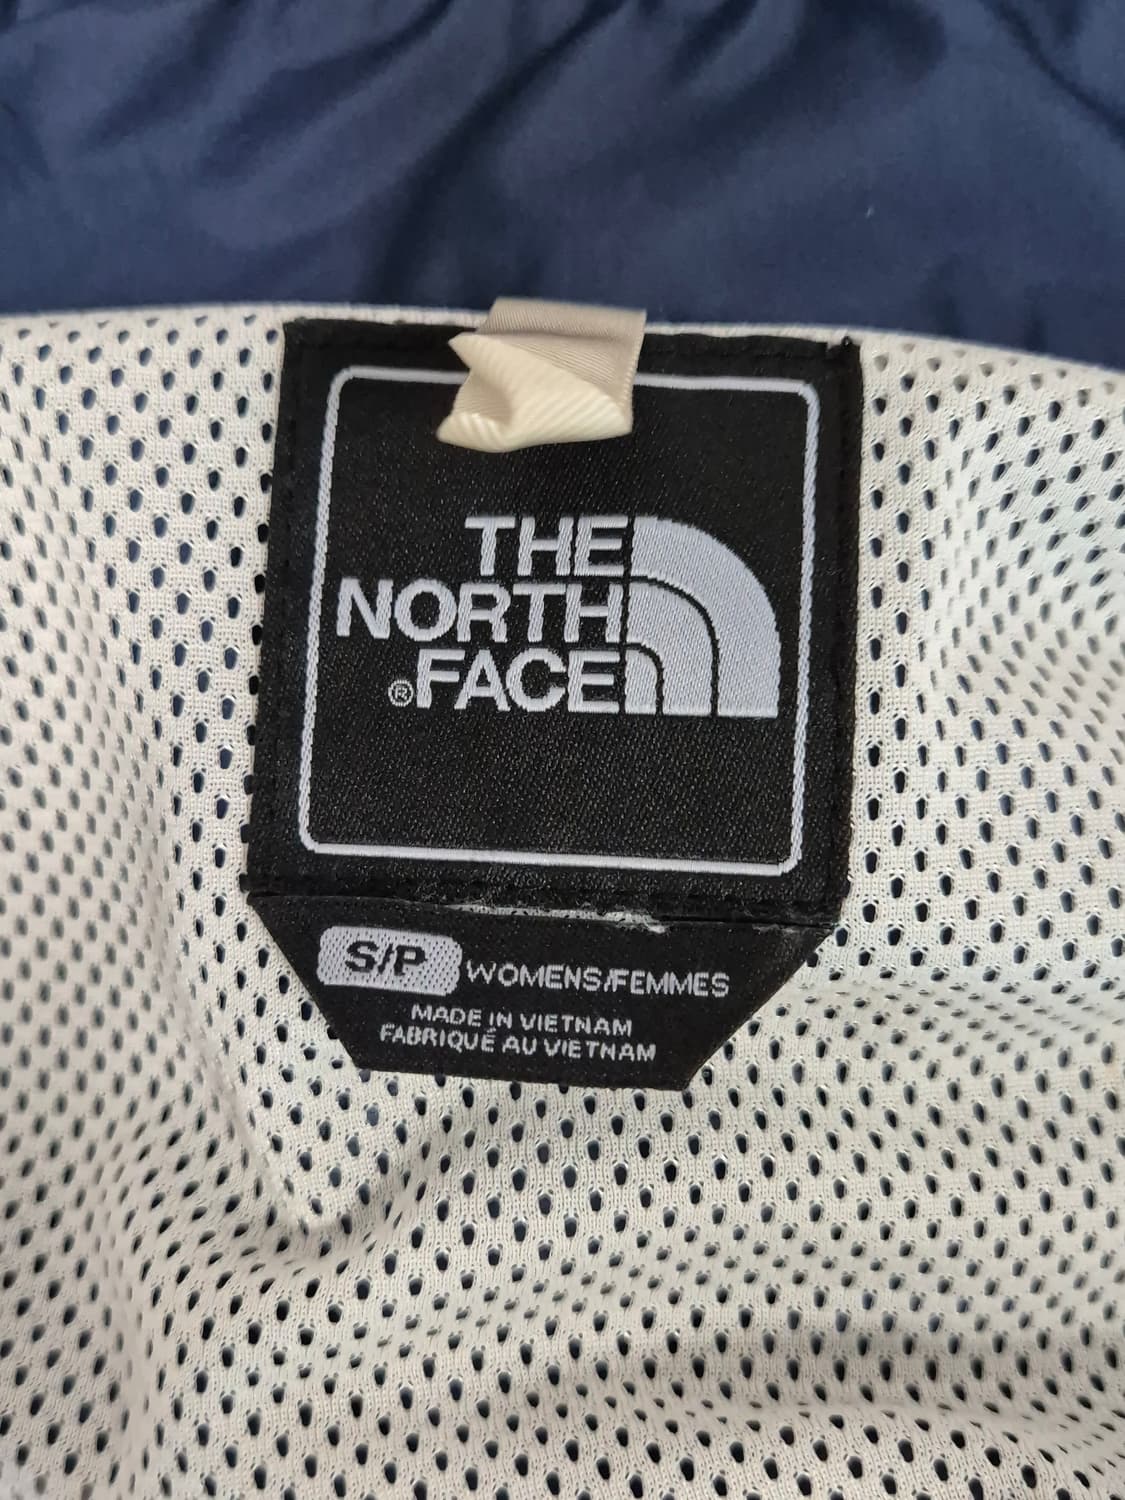 THE
NORTH
®FACE
S/P WOMENS/FEMMES
MADE IN VIETNAM
FABRIQUÉ AU VIETNAM